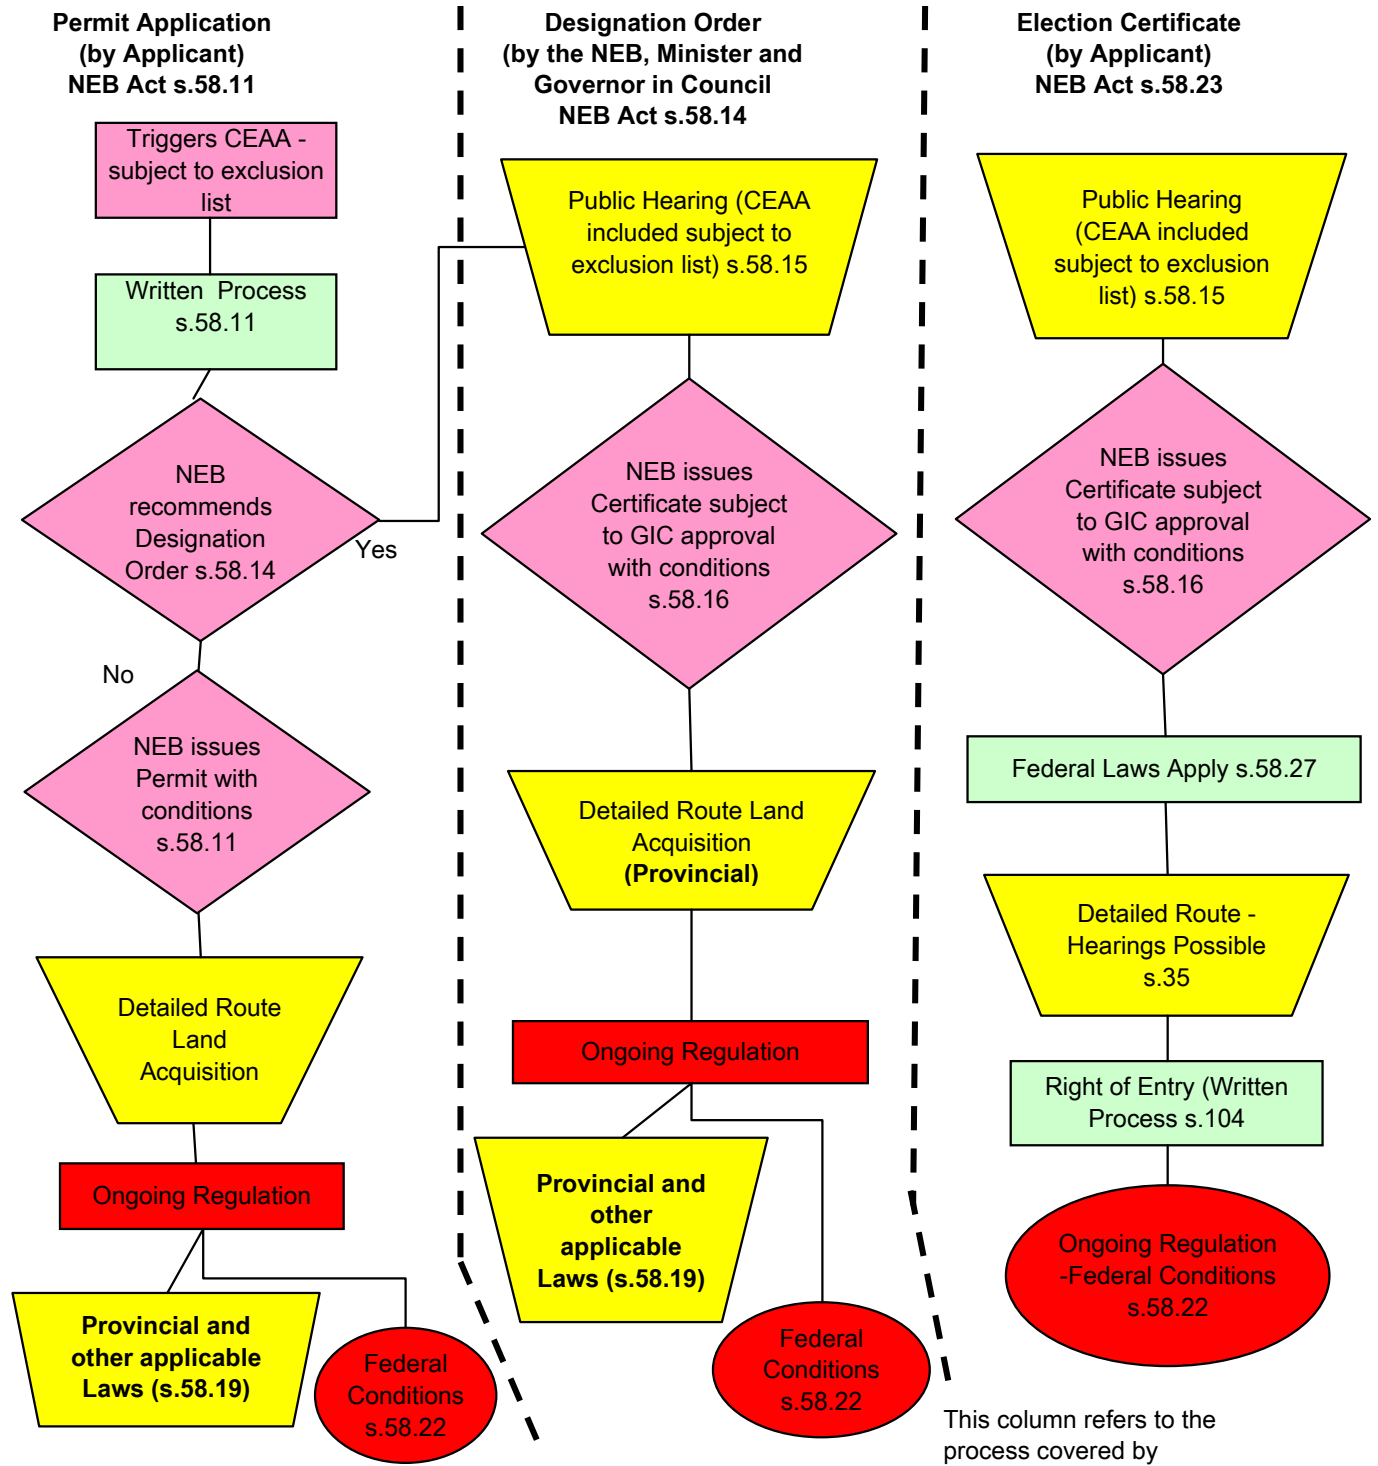 Permit Application
(by Applicant)
NEB Act s.58.11
Triggers CEAA -
subject to exclusion
list
Written  Process
s.58.11
NEB
recommends
Designation
Order s.58.14
Yes
No
NEB issues
Permit with
conditions
s.58.11
Detailed Route
Land
Acquisition
Ongoing Regulation
Provincial and
other applicable
Laws (s.58.19)
Federal
Conditions
s.58.22
Designation Order
(by the NEB, Minister and
Governor in Council
NEB Act s.58.14
Public Hearing (CEAA
included subject to
exclusion list) s.58.15
NEB issues
Certificate subject
to GIC approval
with conditions
s.58.16
Detailed Route Land
Acquisition
(Provincial)
Ongoing Regulation
Provincial and
other
applicable
Laws (s.58.19)
Federal
Conditions
s.58.22
Election Certificate
(by Applicant)
NEB Act s.58.23
Public Hearing
(CEAA included
subject to exclusion
list) s.58.15
NEB issues
Certificate subject
to GIC approval
with conditions
s.58.16
Federal Laws Apply s.58.27
Detailed Route -
Hearings Possible
s.35
Right of Entry (Written
Process s.104
Ongoing Regulation
-Federal Conditions
s.58.22
This column refers to the
process covered by